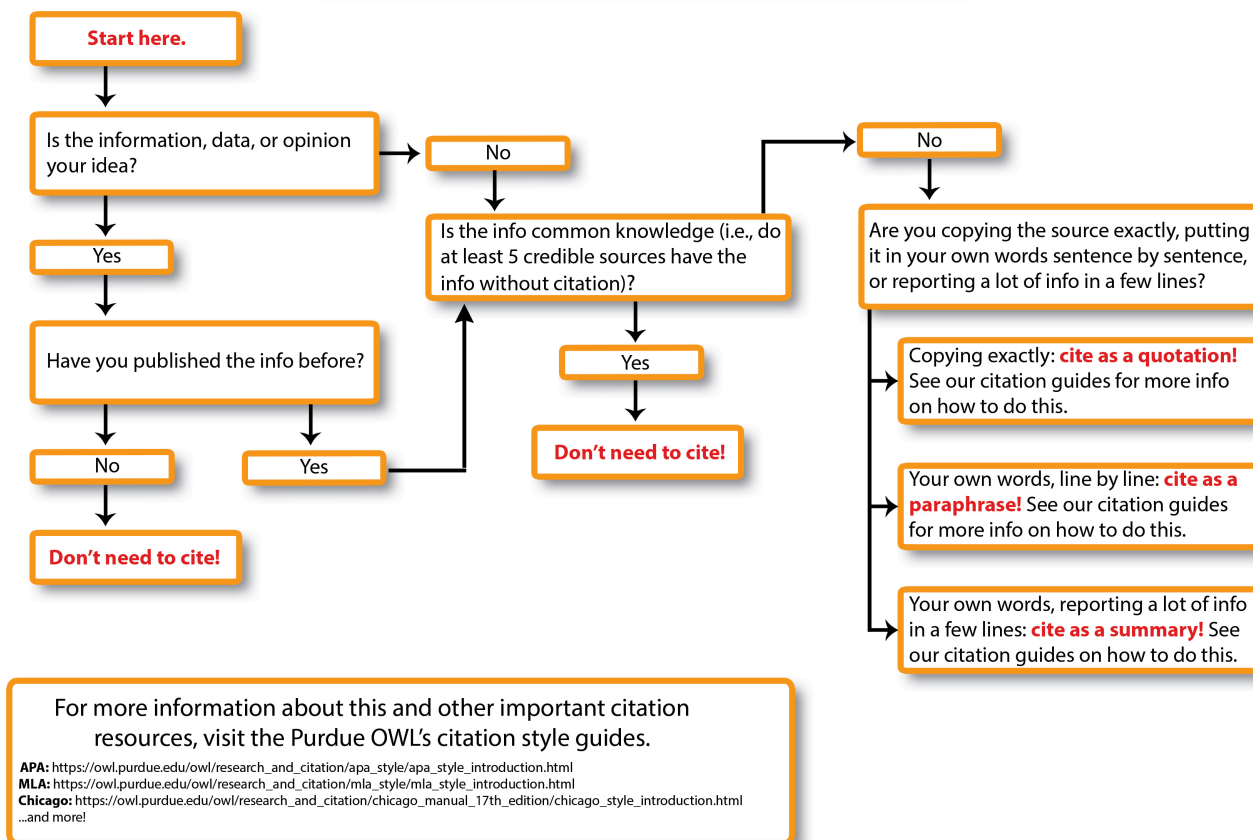 Start here.
Is the information, data, or opinion
your idea?
No
Yes
Have you published the info before?
No
Yes
Don’t need to cite!
Is the info common knowledge (i.e., do
at least 5 credible sources have the
info without citation)?
Yes
Don’t need to cite!
No
Are you copying the source exactly, putting
it in your own words sentence by sentence,
or reporting a lot of info in a few lines?
Copying exactly: cite as a quotation!
See our citation guides for more info
on how to do this.
Your own words, line by line: cite as a
paraphrase! See our citation guides
for more info on how to do this.
Your own words, reporting a lot of info
in a few lines: cite as a summary! See
our citation guides on how to do this.
For more information about this and other important citation
resources, visit the Purdue OWL’s citation style guides.
APA: https://owl.purdue.edu/owl/research_and_citation/apa_style/apa_style_introduction.html
MLA: https://owl.purdue.edu/owl/research_and_citation/mla_style/mla_style_introduction.html
Chicago: https://owl.purdue.edu/owl/research_and_citation/chicago_manual_17th_edition/chicago_style_introduction.html
...and more!